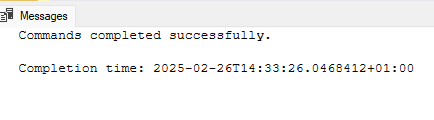 Messages
Commands completed successfully.
Completion time: 2025-02-26T14:33:26.0468412+01:00